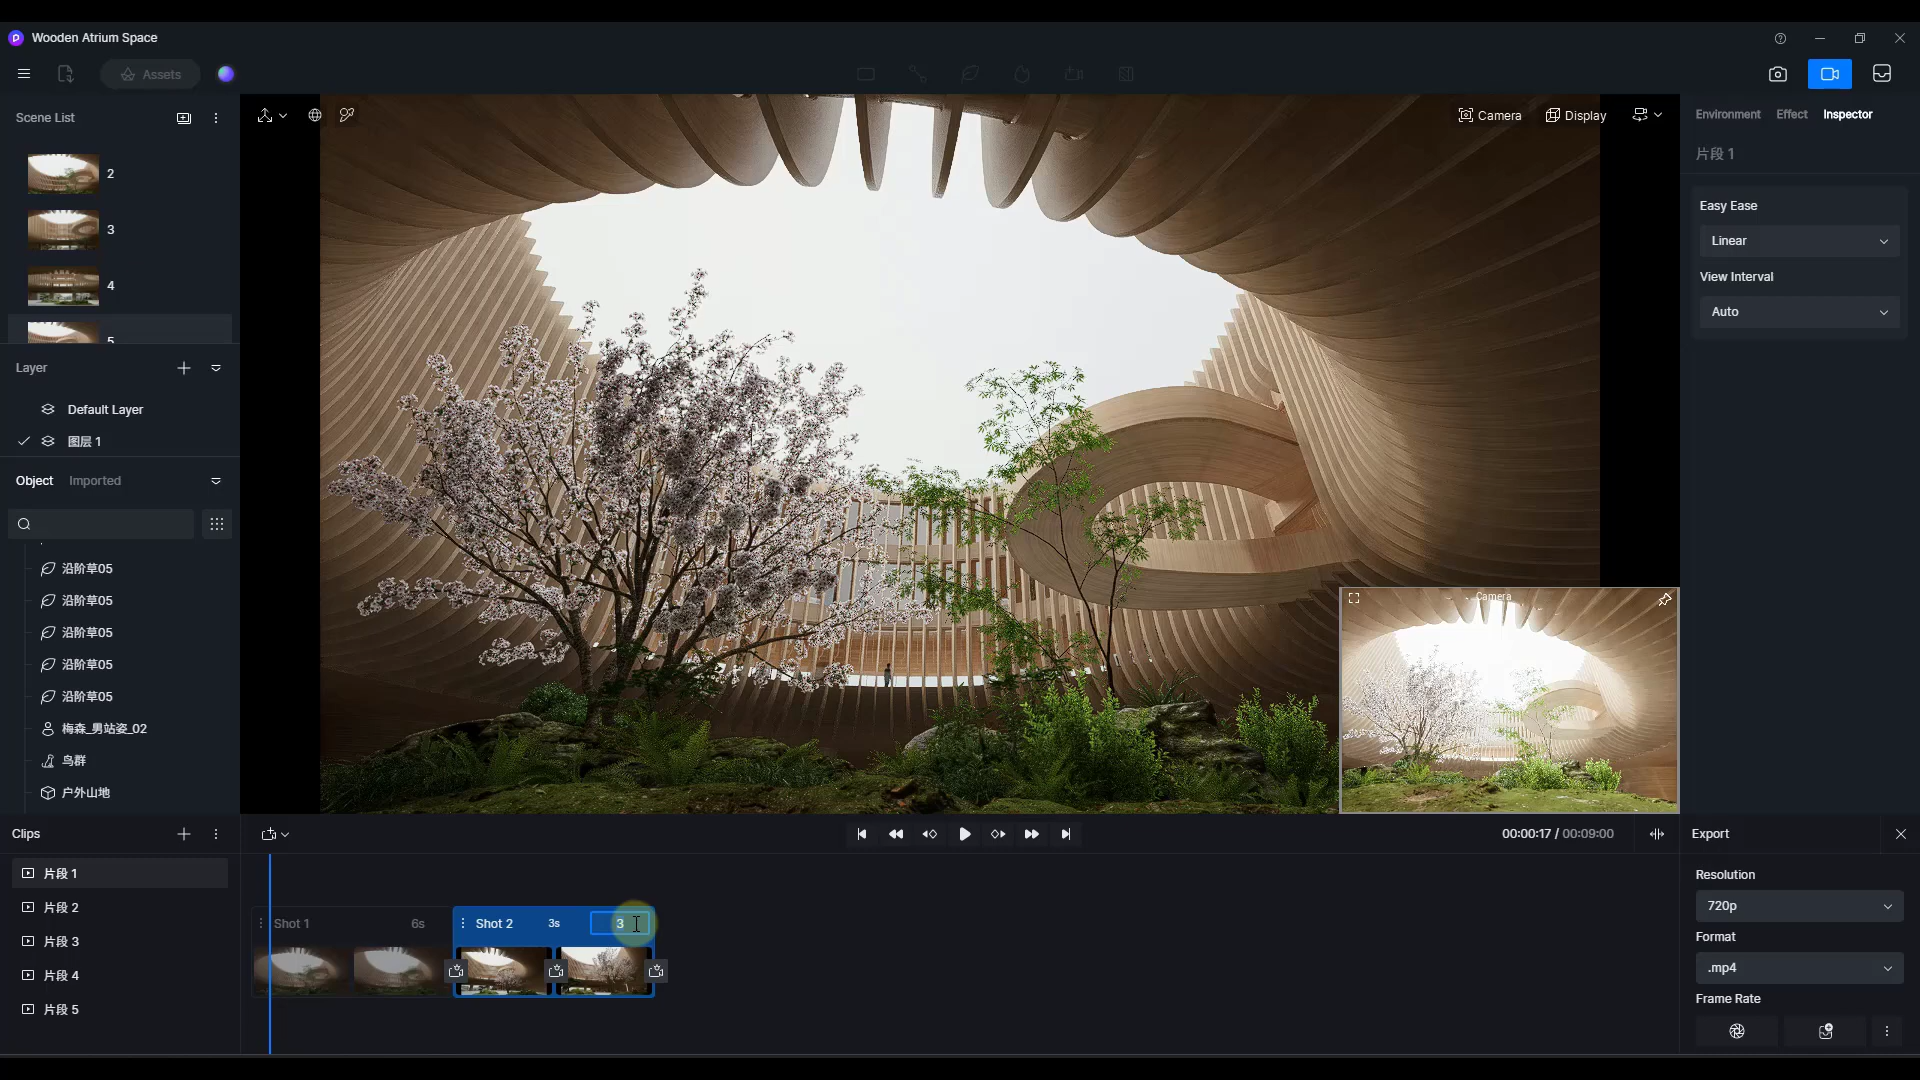 Wooden Atrium Space
Assets
Scene List
2
3
4
5
Layer
Default Layer
图层 1
Object Imported
沿阶草05
沿阶草05
沿阶草05
沿阶草05
沿阶草05
梅森_男站姿_02
鸟群
户外山地
Camera
Display
Camera
Environment Effect Inspector
片段 1
Easy Ease
Linear
View Interval
Auto
Clips
片段 1
片段 2
片段 3
片段 4
片段 5
00:00:17 / 00:09:00
Shot 1 6s
Shot 2 3s 3
Export
Resolution
720p
Format
.mp4
Frame Rate